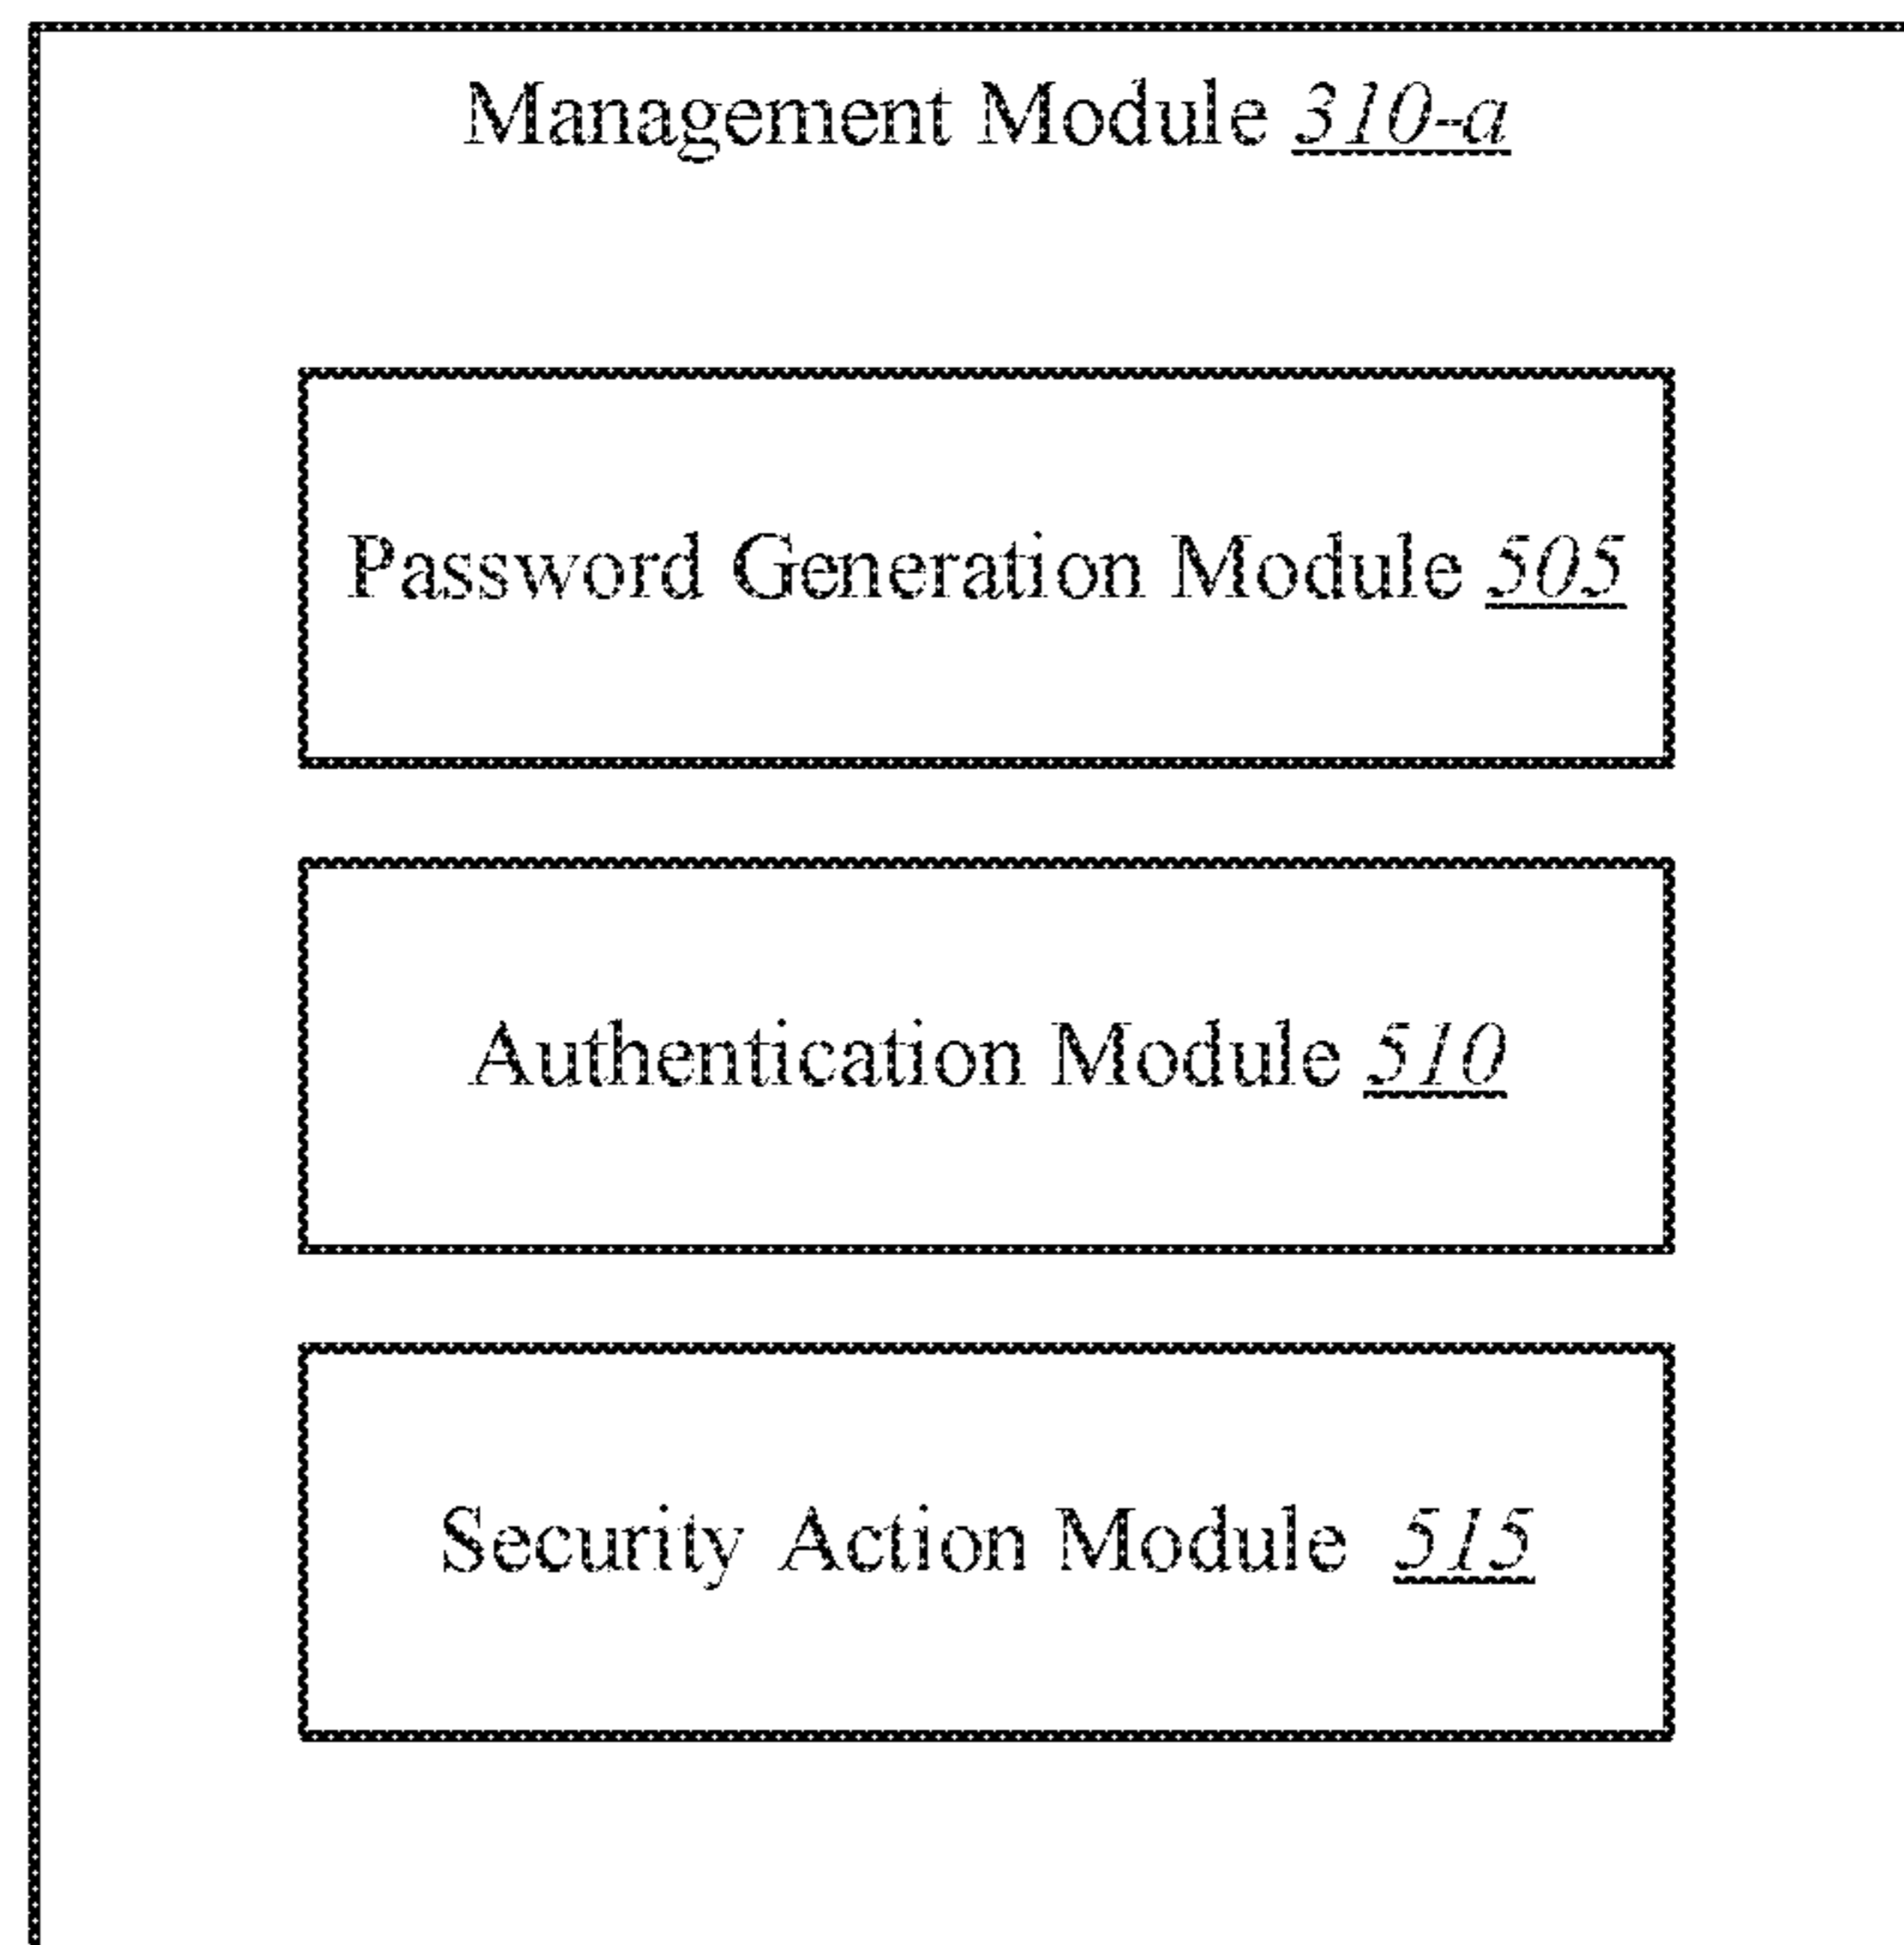 Management Module 310-a
Password Generation Module 505
Authentication Module 510
Security Action Module 515